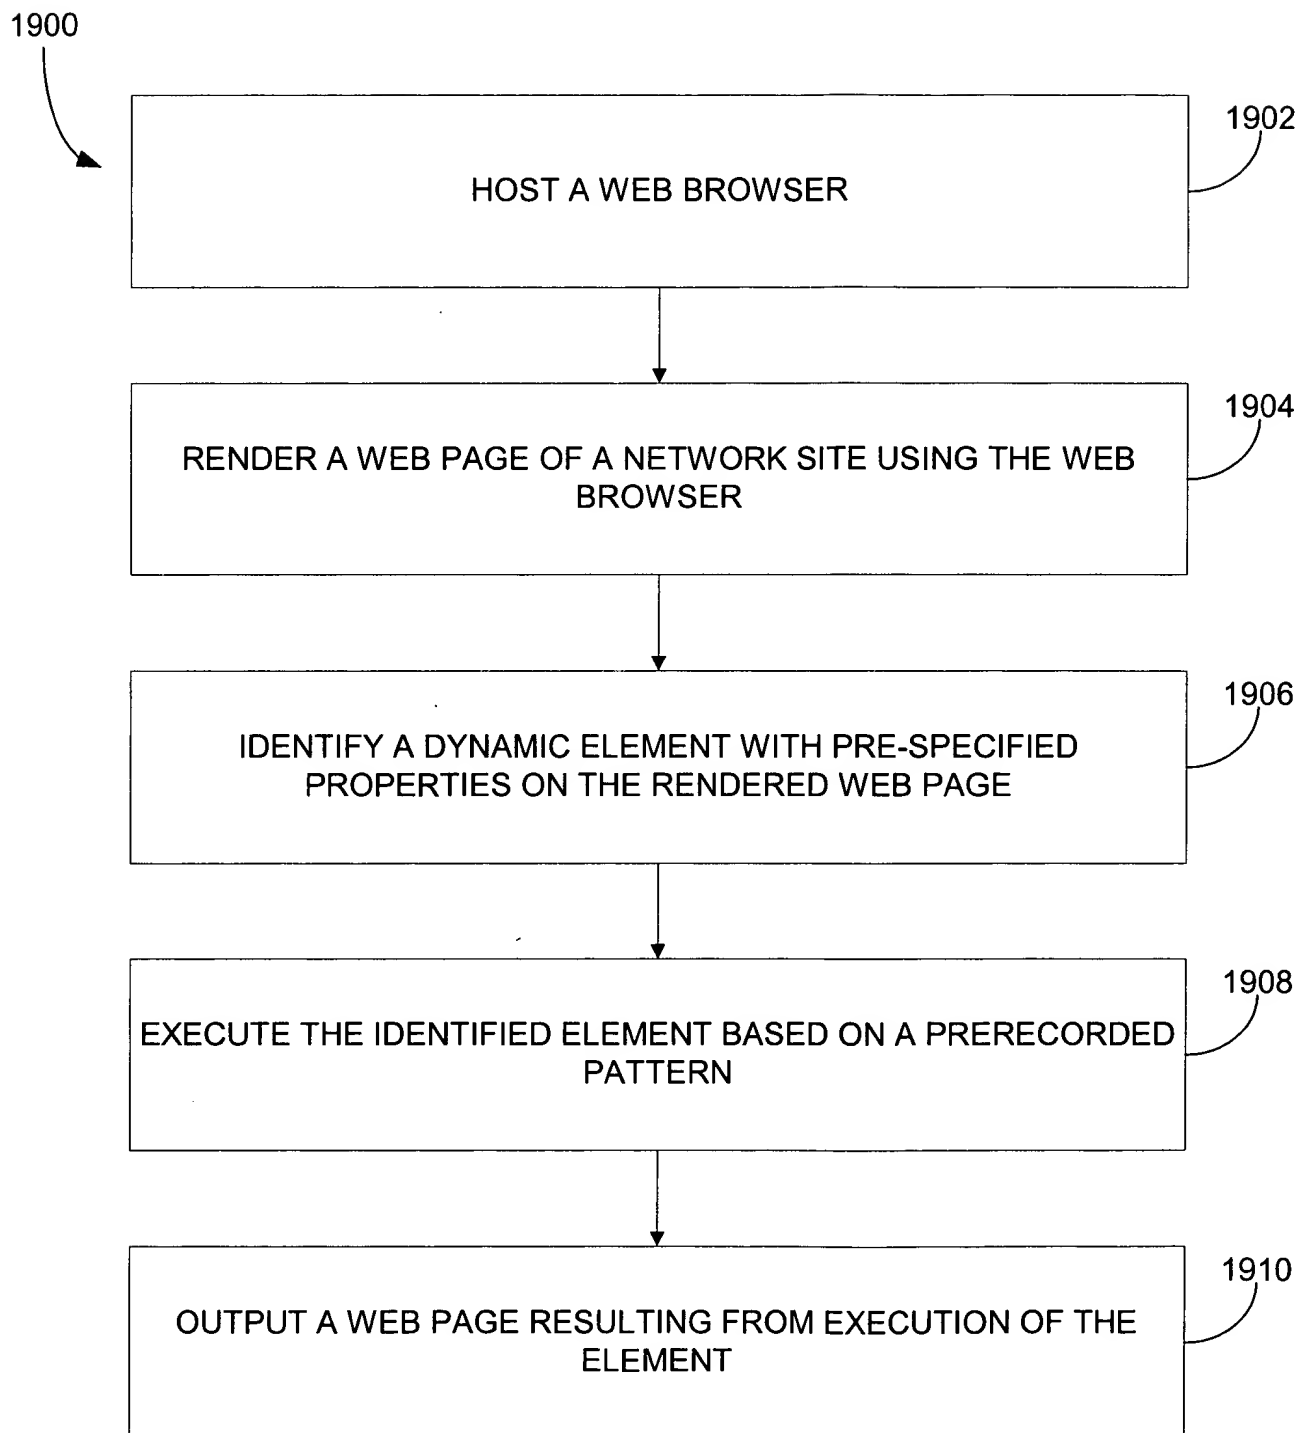 1900
1902
HOST A WEB BROWSER
1904
RENDER A WEB PAGE OF A NETWORK SITE USING THE WEB
BROWSER
1906
IDENTIFY A DYNAMIC ELEMENT WITH PRE-SPECIFIED
PROPERTIES ON THE RENDERED WEB PAGE
1908
EXECUTE THE IDENTIFIED ELEMENT BASED ON A PRERECORDED
PATTERN
1910
OUTPUT A WEB PAGE RESULTING FROM EXECUTION OF THE
ELEMENT